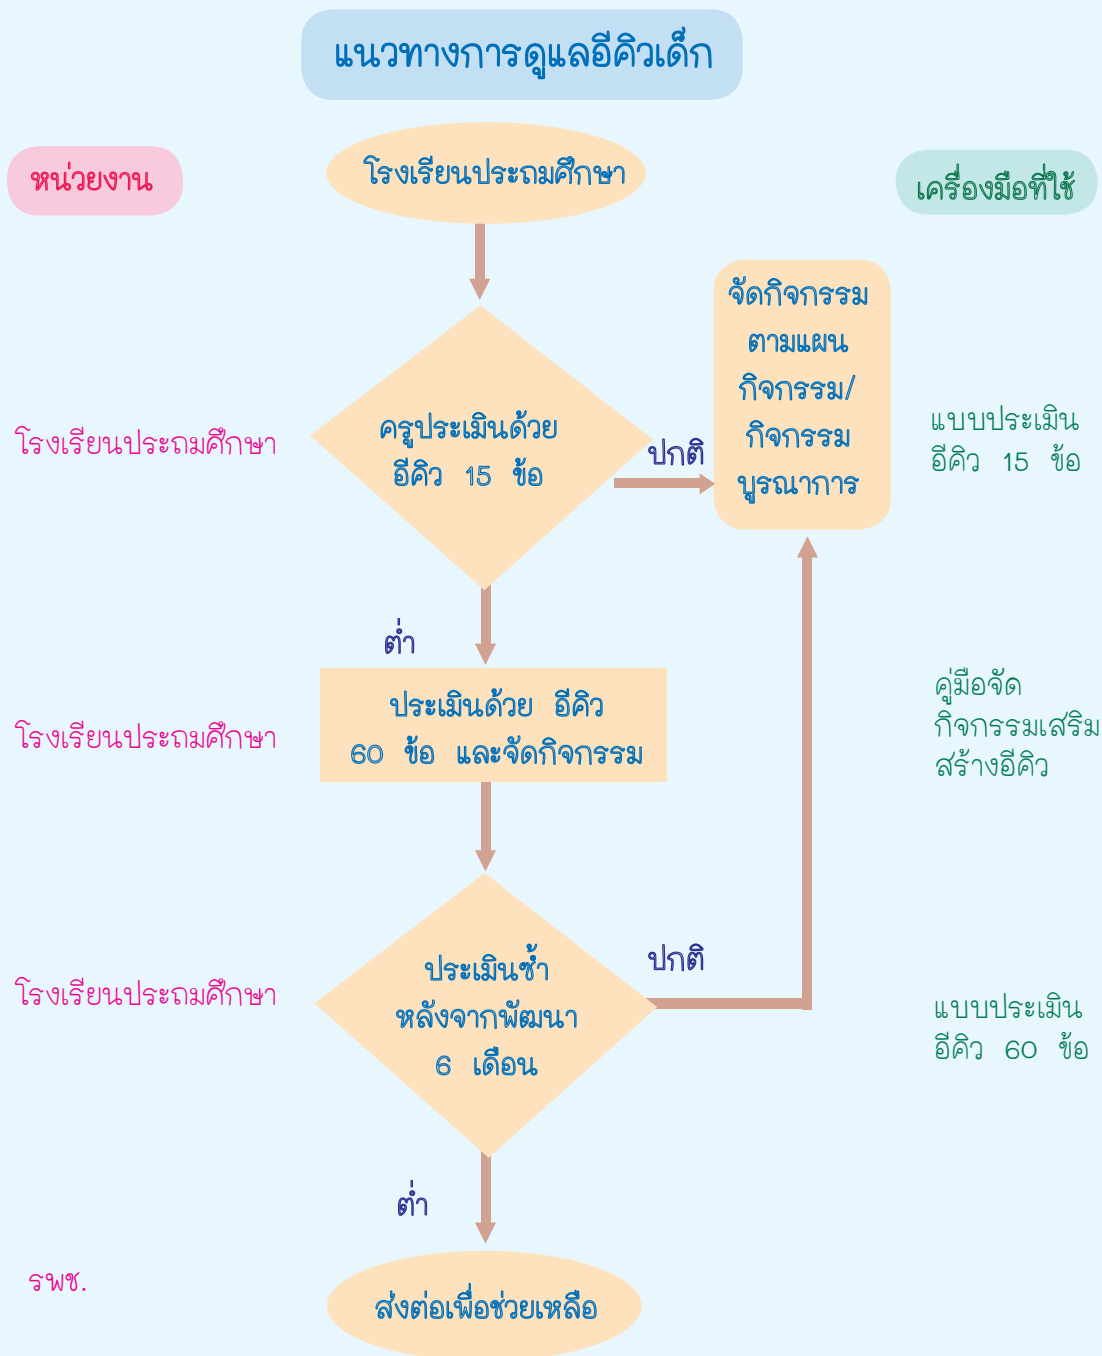 แนวทางการดูแลอีคิวเด็ก
หน่วยงาน
โรงเรียนประถมศึกษา
เครื่องมือที่ใช้
จัดกิจกรรม
ตามแผน
กิจกรรม/
กิจกรรม
บูรณาการ
โรงเรียนประถมศึกษา
ครูประเมินด้วย
อีคิว 15 ข้อ
ปกติ
แบบประเมิน
อีคิว 15 ข้อ
ต่ำ
โรงเรียนประถมศึกษา
ประเมินด้วย อีคิว
60 ข้อ และจัดกิจกรรม
คู่มือจัด
กิจกรรมเสริม
สร้างอีคิว
โรงเรียนประถมศึกษา
ประเมินซ้ำ
หลังจากพัฒนา
6 เดือน
ปกติ
แบบประเมิน
อีคิว 60 ข้อ
ต่ำ
รพช.
ส่งต่อเพื่อช่วยเหลือ